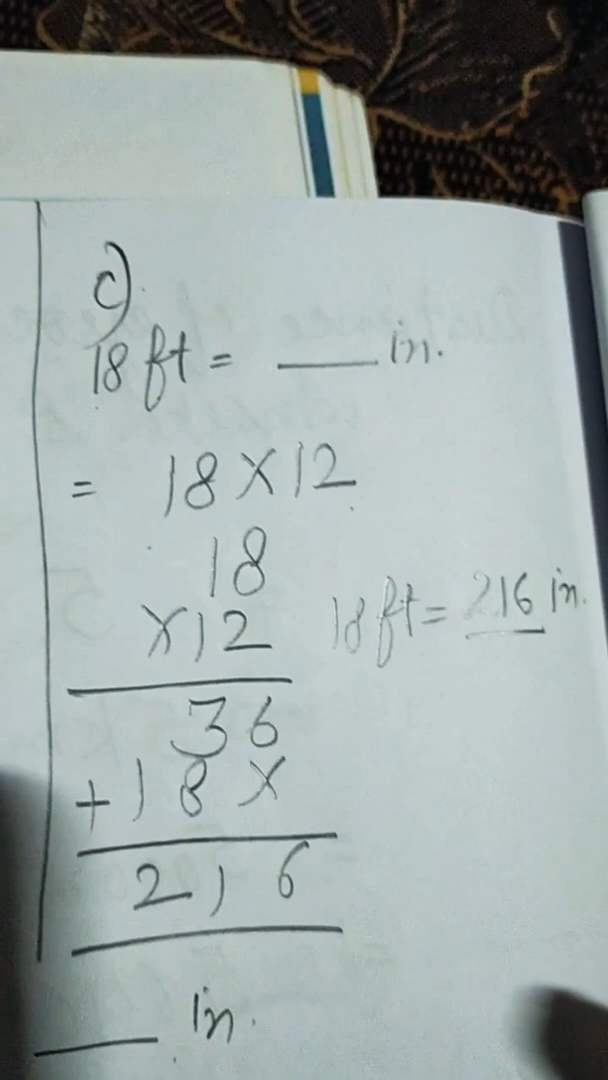 c)
18 ft = ___ in.
= 18 X 12
18
X 12
18 ft = 216 in.
36
+ 18 X
216
___ in.